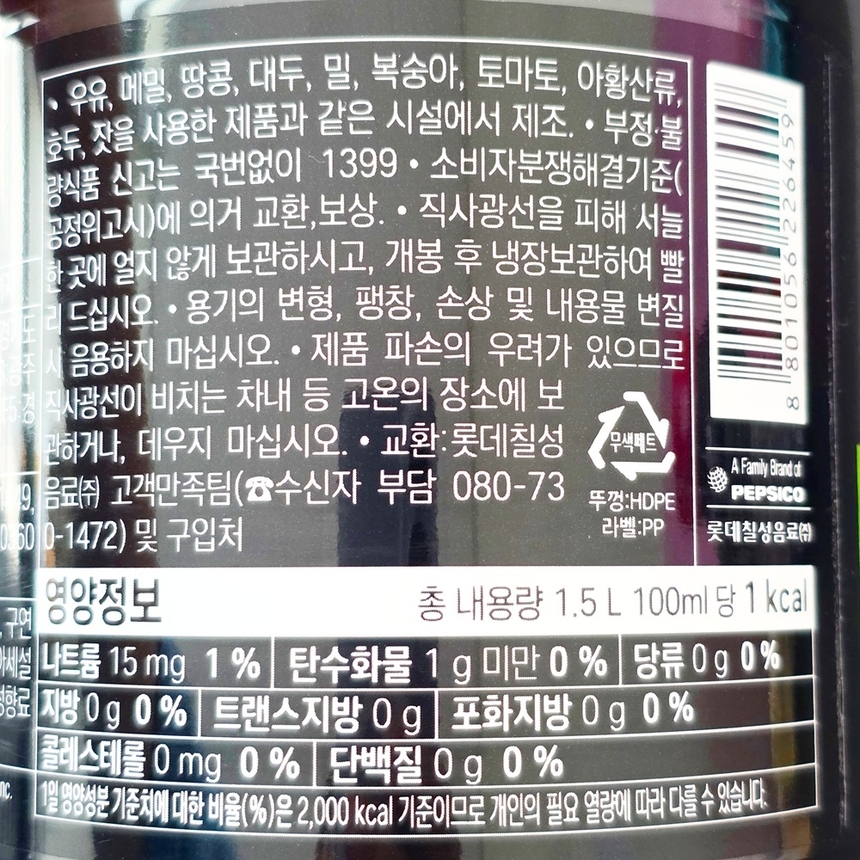 • 우유, 메밀, 땅콩, 대두, 밀, 복숭아, 토마토, 아황산류,
호두, 잣을 사용한 제품과 같은 시설에서 제조. • 부정·불
량식품 신고는 국번없이 1399 • 소비자분쟁해결기준(
공정위고시)에 의거 교환,보상. • 직사광선을 피해 서늘
한 곳에 얼지 않게 보관하시고, 개봉 후 냉장보관하여 빨
리 드십시오. • 용기의 변형, 팽창, 손상 및 내용물 변질
시 음용하지 마십시오. • 제품 파손의 우려가 있으므로
직사광선이 비치는 차내 등 고온의 장소에 보
관하거나, 데우지 마십시오. • 교환:롯데칠성
음료㈜ 고객만족팀(☎수신자 부담 080-73
0-1472) 및 구입처
무색페트
뚜껑:HDPE
라벨:PP
8 801056 226459
A Family Brand of
PEPSICO
롯데칠성음료㈜
영양정보 총 내용량 1.5 L 100ml 당 1 kcal
나트륨 15 mg 1 % 탄수화물 1 g 미만 0 % 당류 0 g 0 %
지방 0 g 0 % 트랜스지방 0 g 포화지방 0 g 0 %
콜레스테롤 0 mg 0 % 단백질 0 g 0 %
1일 영양성분 기준치에 대한 비율(%)은 2,000 kcal 기준이므로 개인의 필요 열량에 따라 다를 수 있습니다.